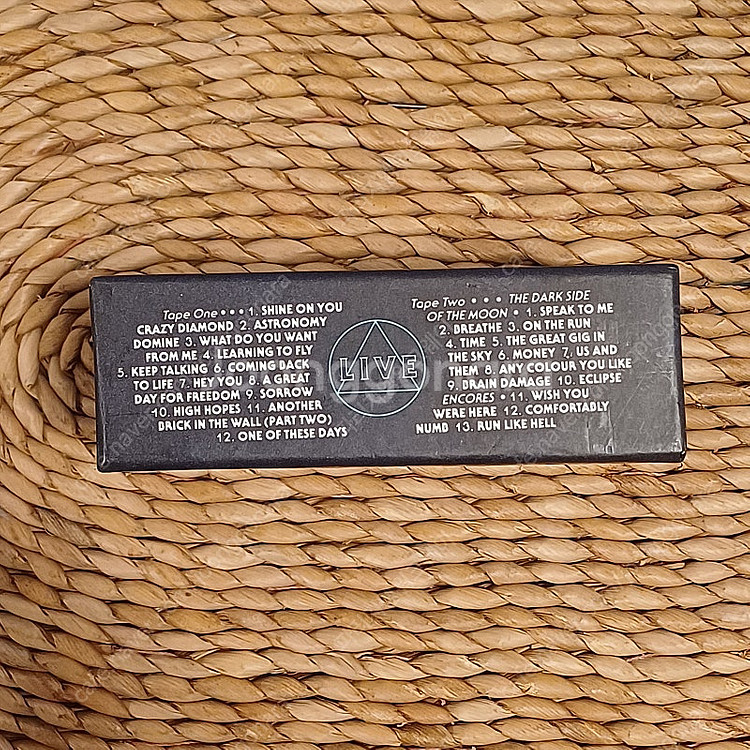 Tape One • • • 1. SHINE ON YOU
CRAZY DIAMOND 2. ASTRONOMY
DOMINE 3. WHAT DO YOU WANT
FROM ME 4. LEARNING TO FLY
5. KEEP TALKING 6. COMING BACK
TO LIFE 7. HEY YOU 8. A GREAT
DAY FOR FREEDOM 9. SORROW
10. HIGH HOPES 11. ANOTHER
BRICK IN THE WALL (PART TWO)
12. ONE OF THESE DAYS
LIVE
Tape Two • • • THE DARK SIDE
OF THE MOON • 1. SPEAK TO ME
2. BREATHE 3. ON THE RUN
4. TIME 5. THE GREAT GIG IN
THE SKY 6. MONEY 7. US AND
THEM 8. ANY COLOUR YOU LIKE
9. BRAIN DAMAGE 10. ECLIPSE
ENCORES • 11. WISH YOU
WERE HERE 12. COMFORTABLY
NUMB 13. RUN LIKE HELL